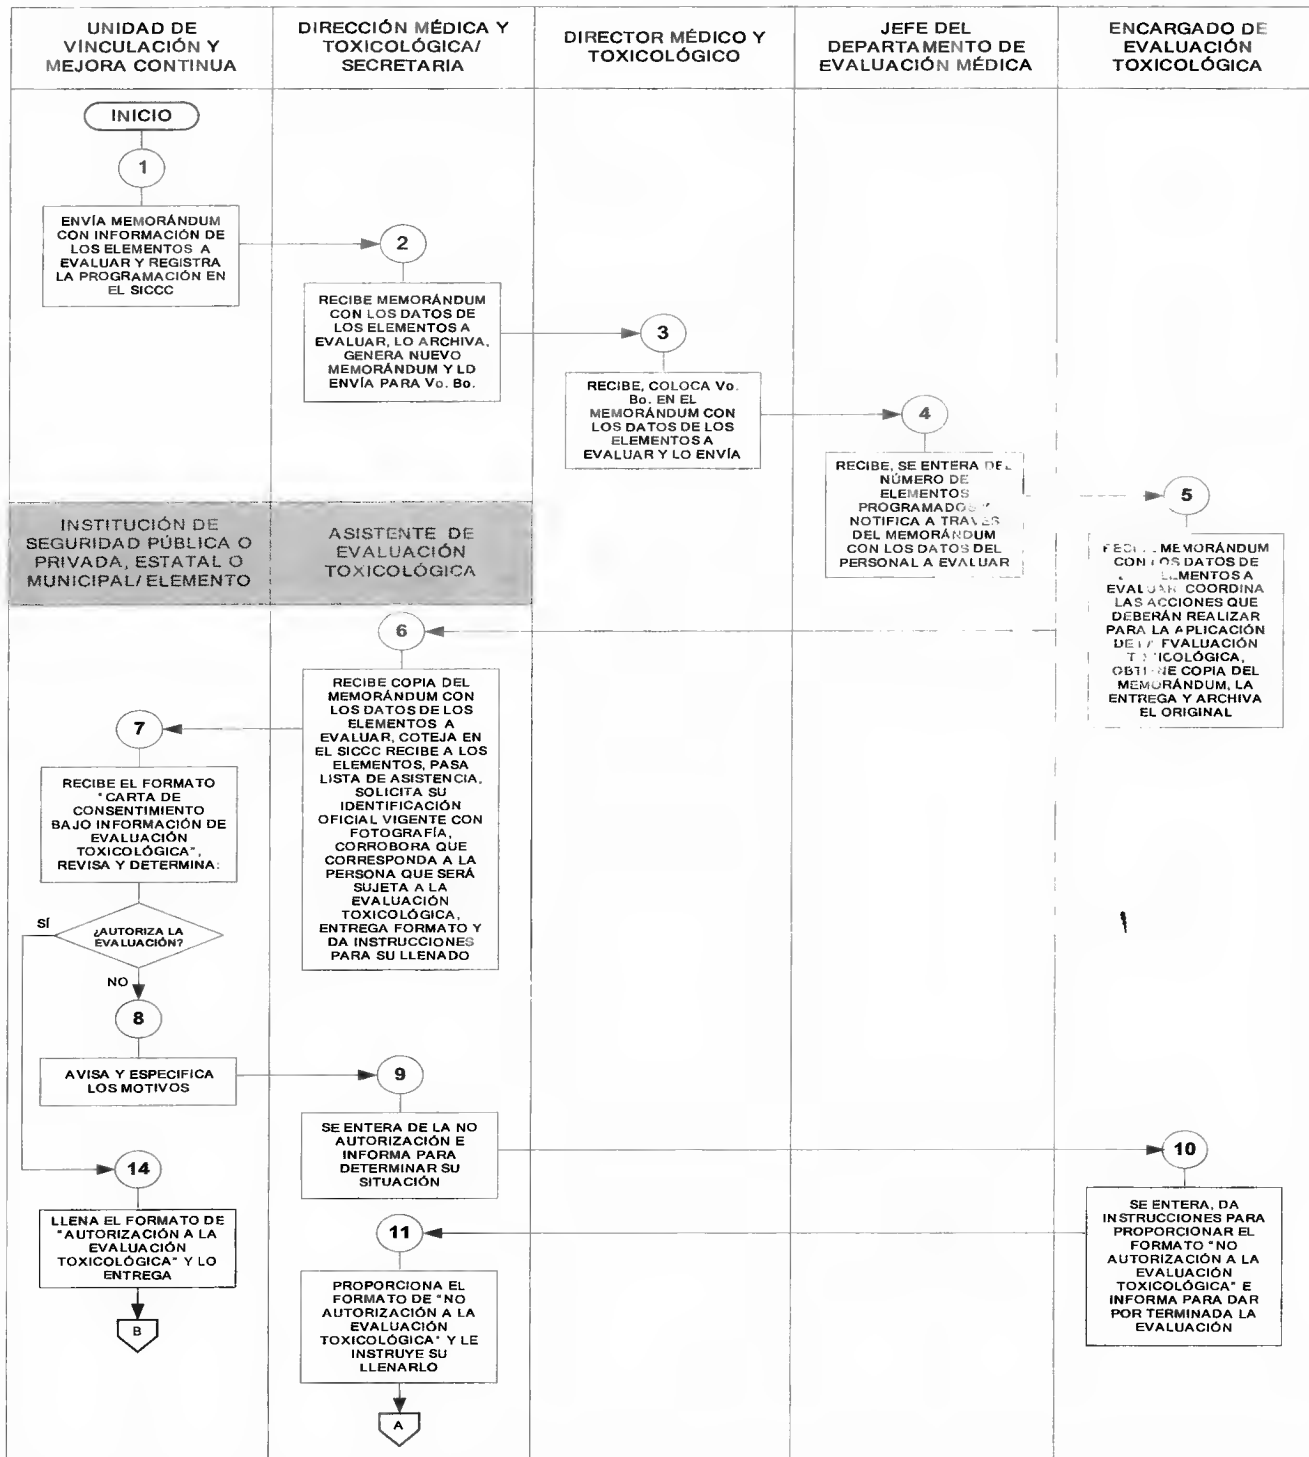 UNIDAD DE
VINCULACIÓN Y
MEJORA CONTINUA
DIRECCIÓN MÉDICA Y
TOXICOLÓGICA/
SECRETARIA
DIRECTOR MÉDICO Y
TOXICOLÓGICO
JEFE DEL
DEPARTAMENTO DE
EVALUACIÓN MÉDICA
ENCARGADO DE
EVALUACIÓN
TOXICOLÓGICA
INICIO
1
ENVÍA MEMORÁNDUM
CON INFORMACIÓN DE
LOS ELEMENTOS A
EVALUAR Y REGISTRA
LA PROGRAMACIÓN EN
EL SICCC
2
RECIBE MEMORÁNDUM
CON LOS DATOS DE
LOS ELEMENTOS A
EVALUAR, LO ARCHIVA,
GENERA NUEVO
MEMORÁNDUM Y LO
ENVÍA PARA Vo. Bo.
3
RECIBE, COLOCA Vo.
Bo. EN EL
MEMORÁNDUM CON
LOS DATOS DE LOS
ELEMENTOS A
EVALUAR Y LO ENVÍA
4
RECIBE, SE ENTERA DEL
NÚMERO DE
ELEMENTOS
PROGRAMADOS Y
NOTIFICA A TRAVÉS
DEL MEMORÁNDUM
CON LOS DATOS DEL
PERSONAL A EVALUAR
5
MEMORÁNDUM
CON LOS DATOS DE
ELEMENTOS A
EVALUAR COORDINA
LAS ACCIONES QUE
DEBERÁN REALIZAR
PARA LA APLICACIÓN
DE LA EVALUACIÓN
TOXICOLÓGICA,
OBTIENE COPIA DEL
MEMORÁNDUM, LA
ENTREGA Y ARCHIVA
EL ORIGINAL
INSTITUCIÓN DE
SEGURIDAD PÚBLICA O
PRIVADA, ESTATAL O
MUNICIPAL/ ELEMENTO
ASISTENTE DE
EVALUACIÓN
TOXICOLÓGICA
6
RECIBE COPIA DEL
MEMORÁNDUM CON
LOS DATOS DE LOS
ELEMENTOS A
EVALUAR, COTEJA EN
EL SICCC RECIBE A LOS
ELEMENTOS, PASA
LISTA DE ASISTENCIA,
SOLICITA SU
IDENTIFICACIÓN
OFICIAL VIGENTE CON
FOTOGRAFÍA,
CORROBORA QUE
CORRESPONDA A LA
PERSONA QUE SERÁ
SUJETA A LA
EVALUACIÓN
TOXICOLÓGICA,
ENTREGA FORMATO Y
DA INSTRUCCIONES
PARA SU LLENADO
7
RECIBE EL FORMATO
"CARTA DE
CONSENTIMIENTO
BAJO INFORMACIÓN DE
EVALUACIÓN
TOXICOLÓGICA",
REVISA Y DETERMINA:
SÍ
¿AUTORIZA LA
EVALUACIÓN?
NO
8
AVISA Y ESPECIFICA
LOS MOTIVOS
9
SE ENTERA DE LA NO
AUTORIZACIÓN E
INFORMA PARA
DETERMINAR SU
SITUACIÓN
10
SE ENTERA, DA
INSTRUCCIONES PARA
PROPORCIONAR EL
FORMATO "NO
AUTORIZACIÓN A LA
EVALUACIÓN
TOXICOLÓGICA" E
INFORMA PARA DAR
POR TERMINADA LA
EVALUACIÓN
11
PROPORCIONA EL
FORMATO DE "NO
AUTORIZACIÓN A LA
EVALUACIÓN
TOXICOLÓGICA" Y LE
INSTRUYE SU
LLENARLO
A
14
LLENA EL FORMATO DE
"AUTORIZACIÓN A LA
EVALUACIÓN
TOXICOLÓGICA" Y LO
ENTREGA
B